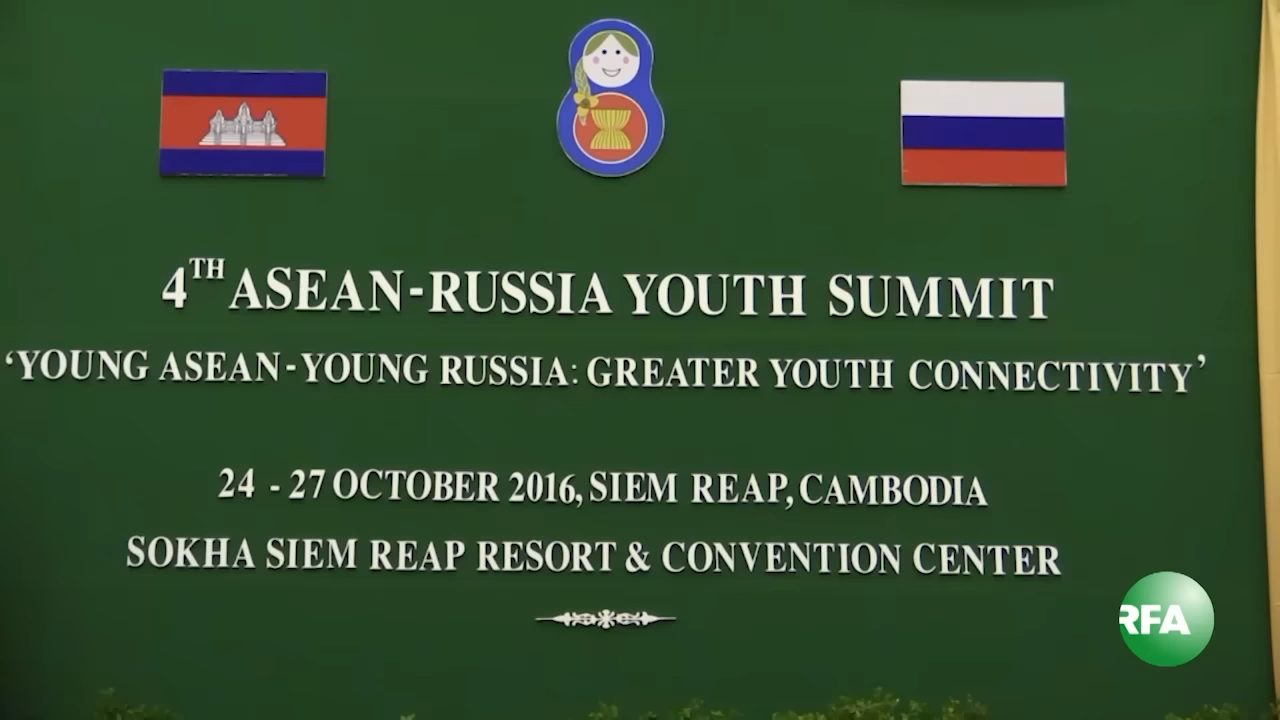 4TH ASEAN-RUSSIA YOUTH SUMMIT
‘YOUNG ASEAN-YOUNG RUSSIA: GREATER YOUTH CONNECTIVITY’
24 - 27 OCTOBER 2016, SIEM REAP, CAMBODIA
SOKHA SIEM REAP RESORT & CONVENTION CENTER
RFA